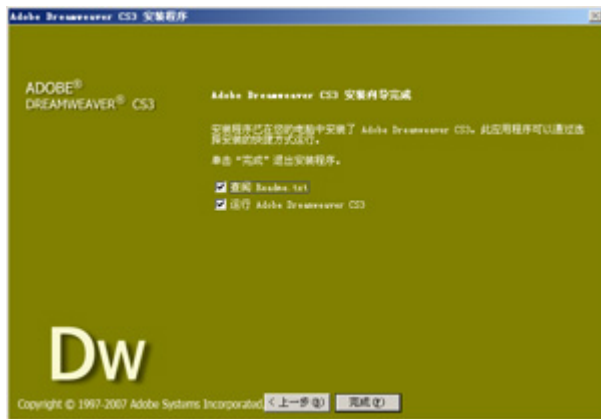 Adobe Dreamweaver CS3 安装程序
ADOBE®
DREAMWEAVER® CS3
Adobe Dreamweaver CS3 安装向导完成
安装程序已在您的电脑中安装了 Adobe Dreamweaver CS3。此应用程序可以通过选
择安装的快捷方式运行。
单击 “完成” 退出安装程序。
查阅 Readme.txt
运行 Adobe Dreamweaver CS3
Dw
Copyright © 1997-2007 Adobe Systems Incorporated
< 上一步(B)
完成(F)